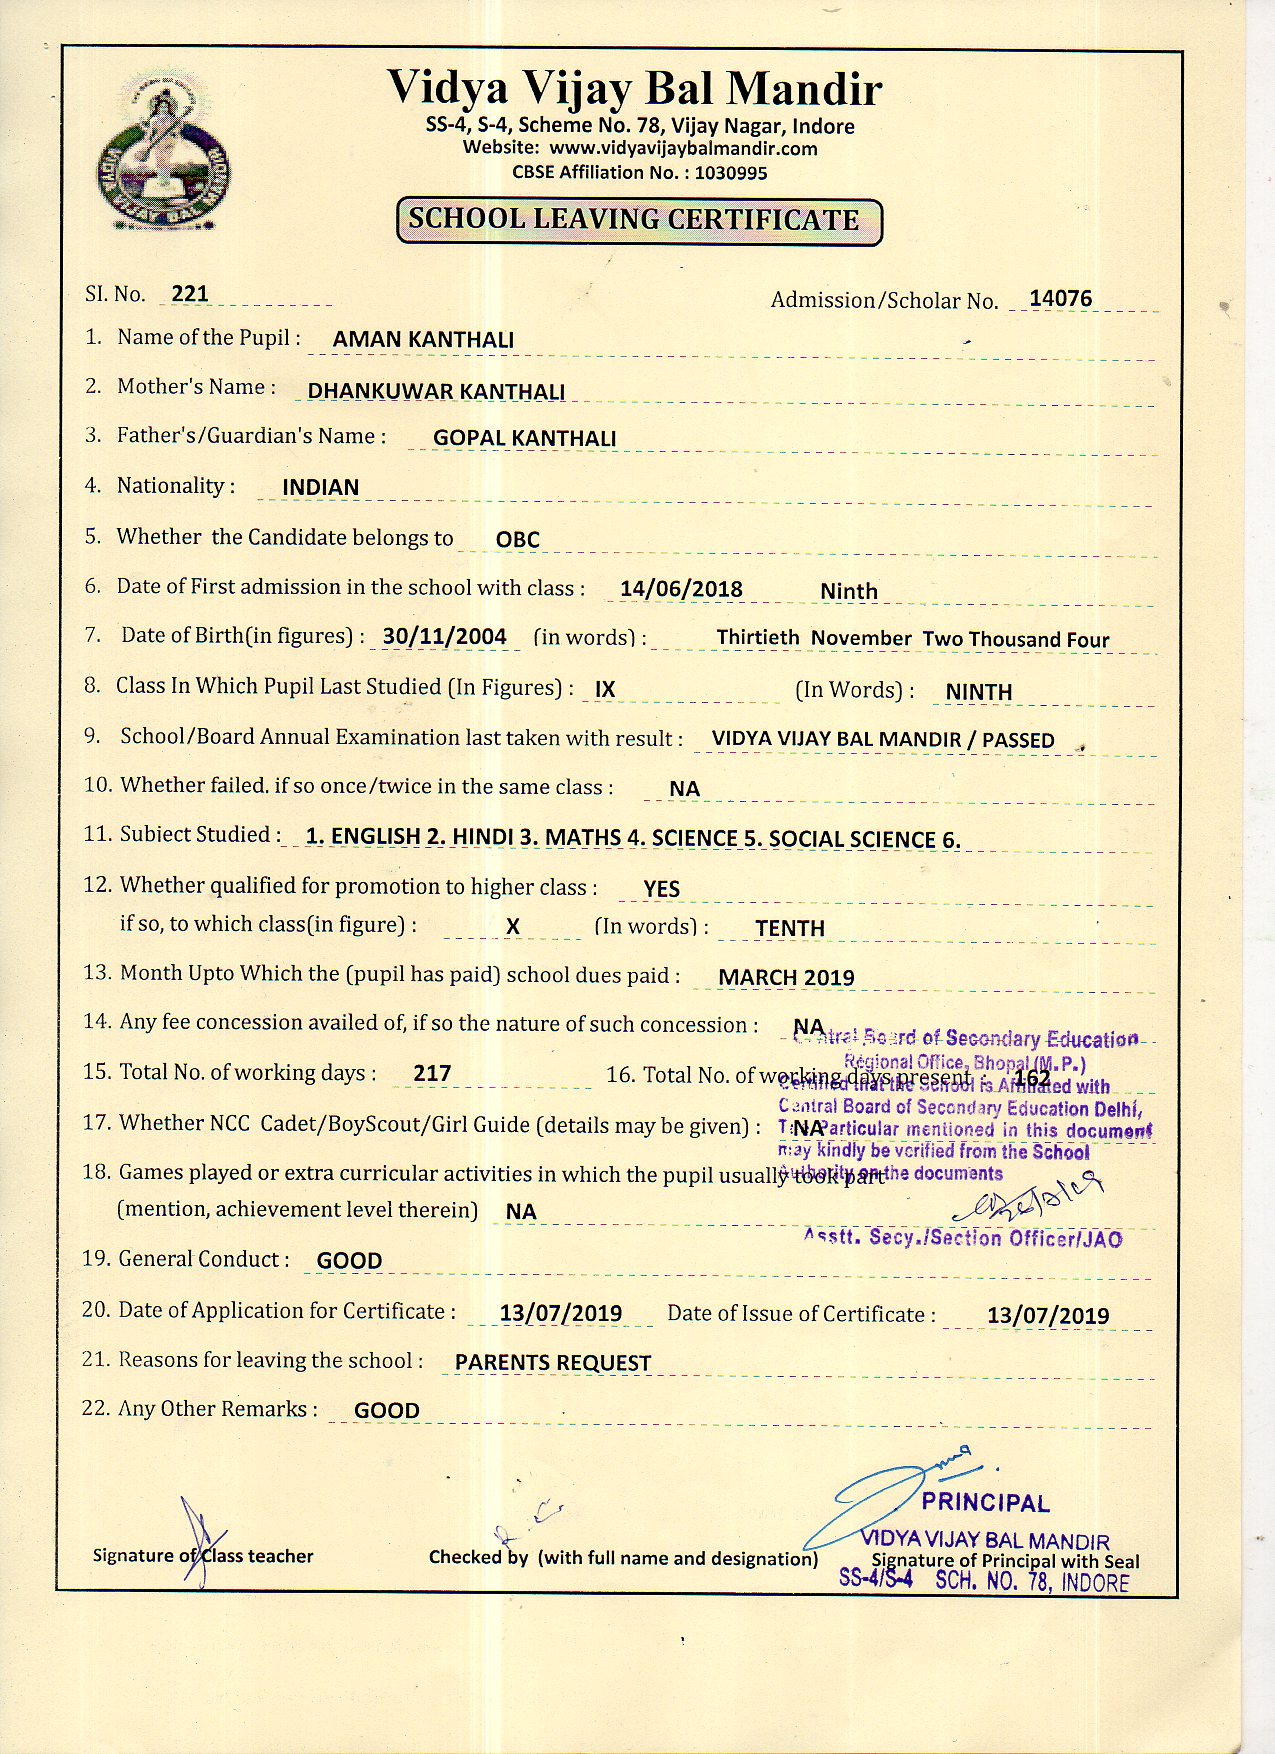 Vidya Vijay Bal Mandir
SS-4, S-4, Scheme No. 78, Vijay Nagar, Indore
Website: www.vidyavijaybalmandir.com
CBSE Affiliation No. : 1030995
VIDYA VIJAY BAL MANDIR
SCHOOL LEAVING CERTIFICATE
SI. No. 221 Admission/Scholar No. 14076
1. Name of the Pupil : AMAN KANTHALI
2. Mother's Name : DHANKUWAR KANTHALI
3. Father's/Guardian's Name : GOPAL KANTHALI
4. Nationality : INDIAN
5. Whether the Candidate belongs to OBC
6. Date of First admission in the school with class : 14/06/2018 Ninth
7. Date of Birth(in figures) : 30/11/2004 (in words) : Thirtieth November Two Thousand Four
8. Class In Which Pupil Last Studied (In Figures) : IX (In Words) : NINTH
9. School/Board Annual Examination last taken with result : VIDYA VIJAY BAL MANDIR / PASSED
10. Whether failed. if so once/twice in the same class : NA
11. Subject Studied : 1. ENGLISH 2. HINDI 3. MATHS 4. SCIENCE 5. SOCIAL SCIENCE 6.
12. Whether qualified for promotion to higher class : YES
if so, to which class(in figure) : X (In words) : TENTH
13. Month Upto Which the (pupil has paid) school dues paid : MARCH 2019
14. Any fee concession availed of, if so the nature of such concession : NA
Central Board of Secondary Education
Regional Office, Bhopal (M.P.)
15. Total No. of working days : 217 16. Total No. of working days present : 162
Certified that the School is Affiliated with
Central Board of Secondary Education Delhi,
17. Whether NCC Cadet/BoyScout/Girl Guide (details may be given) : NA
The Particular mentioned in this document
may kindly be verified from the School
18. Games played or extra curricular activities in which the pupil usually took part
Authority on the documents
(mention, achievement level therein) NA
Asstt. Secy./Section Officer/JAO
19. General Conduct : GOOD
20. Date of Application for Certificate : 13/07/2019 Date of Issue of Certificate : 13/07/2019
21. Reasons for leaving the school : PARENTS REQUEST
22. Any Other Remarks : GOOD
PRINCIPAL
VIDYA VIJAY BAL MANDIR
Signature of Class teacher Checked by (with full name and designation) Signature of Principal with Seal
SS-4/S-4 SCH. NO. 78, INDORE